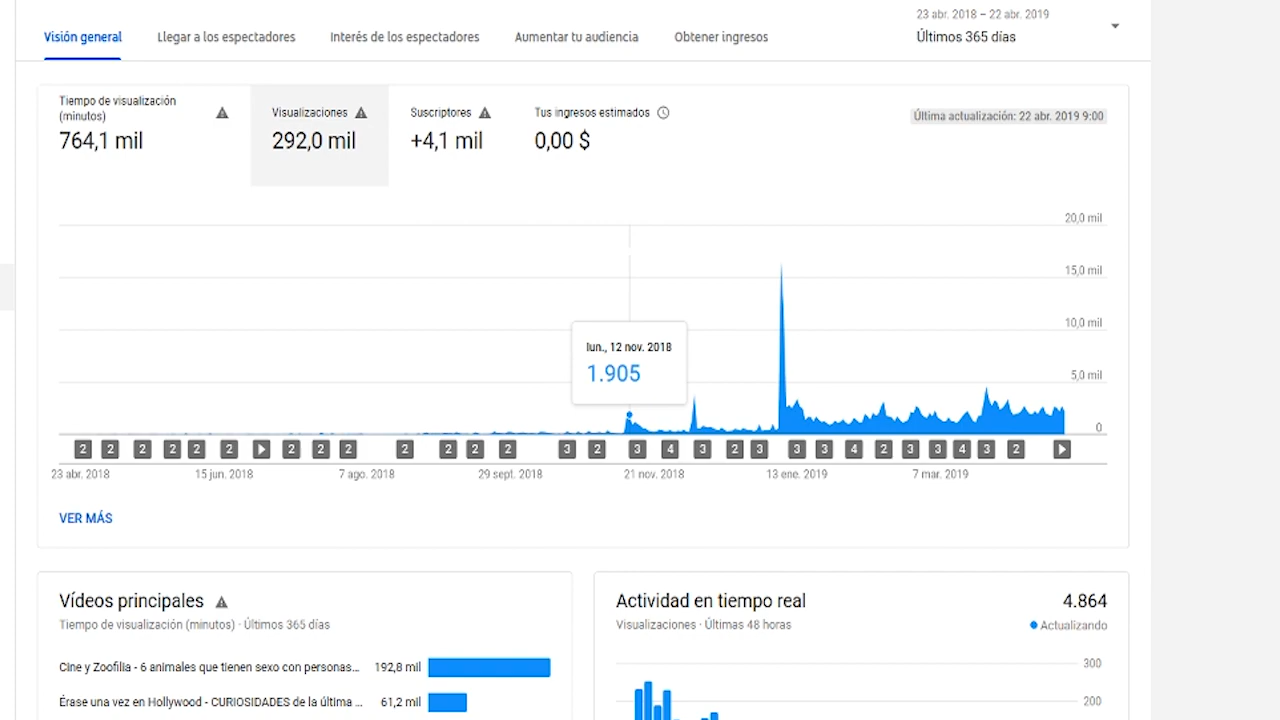 23 abr. 2018 – 22 abr. 2019
Visión general Llegar a los espectadores Interés de los espectadores Aumentar tu audiencia Obtener ingresos Últimos 365 días
Tiempo de visualización
(minutos)
764,1 mil
Visualizaciones
292,0 mil
Suscriptores
+4,1 mil
Tus ingresos estimados
0,00 $
Última actualización: 22 abr. 2019 9:00
20,0 mil
15,0 mil
10,0 mil
5,0 mil
0
lun., 12 nov. 2018
1.905
2 2 2 2 2 2 2 2 2 2 2 2 2 3 2 3 4 3 2 3 3 3 4 2 3 3 4 3 2
23 abr. 2018 15 jun. 2018 7 ago. 2018 29 sept. 2018 21 nov. 2018 13 ene. 2019 7 mar. 2019
VER MÁS
Vídeos principales
Tiempo de visualización (minutos) · Últimos 365 días
Cine y Zoofilia - 6 animales que tienen sexo con personas... 192,8 mil
Érase una vez en Hollywood - CURIOSIDADES de la última ... 61,2 mil
Actividad en tiempo real 4.864
Visualizaciones · Últimas 48 horas Actualizando
300
200